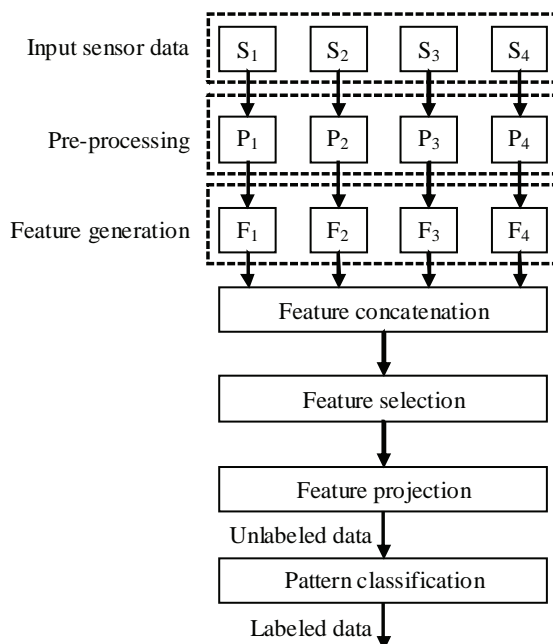 Input sensor data S₁ S₂ S₃ S₄
Pre-processing P₁ P₂ P₃ P₄
Feature generation F₁ F₂ F₃ F₄
Feature concatenation
Feature selection
Feature projection
Unlabeled data
Pattern classification
Labeled data